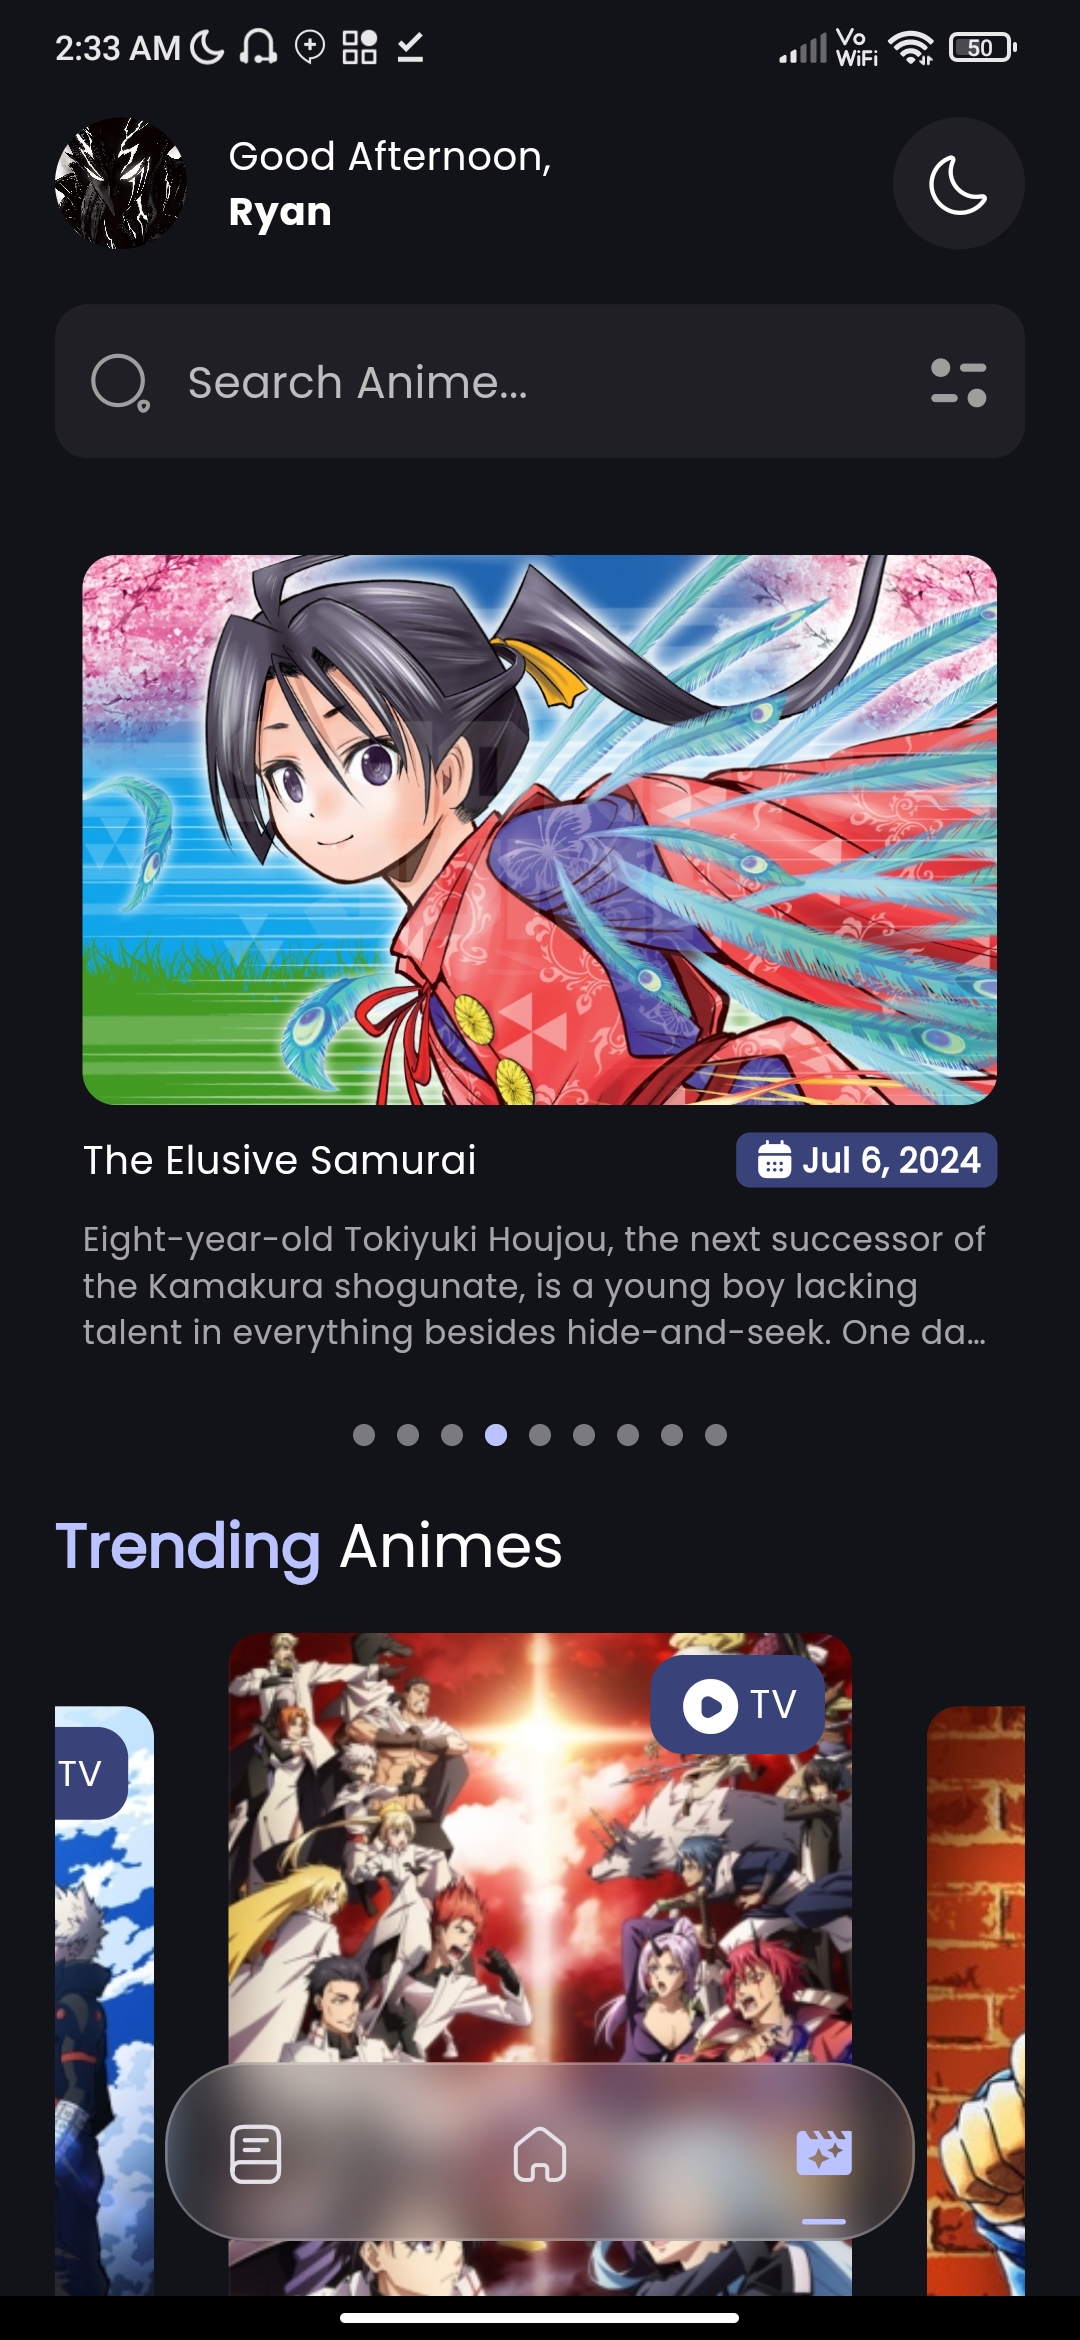 2:33 AM
Vo
WiFi
50
Good Afternoon,
Ryan
Search Anime...
The Elusive Samurai
Jul 6, 2024
Eight-year-old Tokiyuki Houjou, the next successor of
the Kamakura shogunate, is a young boy lacking
talent in everything besides hide-and-seek. One da...
Trending Animes
TV
TV